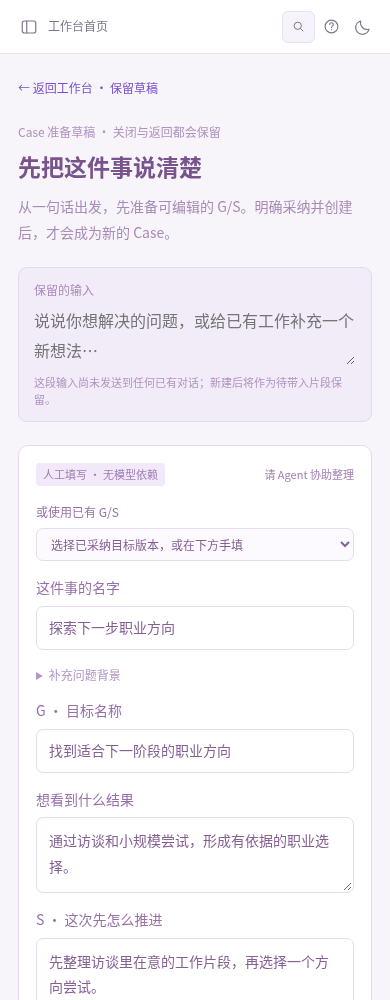 工作台首页
← 返回工作台 · 保留草稿
Case 准备草稿 · 关闭与返回都会保留
先把这件事说清楚
从一句话出发，先准备可编辑的 G/S。明确采纳并创建
后，才会成为新的 Case。
保留的输入
说说你想解决的问题，或给已有工作补充一个
新想法…
这段输入尚未发送到任何已有对话；新建后将作为待带入片段保
留。
人工填写 · 无模型依赖
请 Agent 协助整理
或使用已有 G/S
选择已采纳目标版本，或在下方手填
这件事的名字
探索下一步职业方向
补充问题背景
G · 目标名称
找到适合下一阶段的职业方向
想看到什么结果
通过访谈和小规模尝试，形成有依据的职业选
择。
S · 这次先怎么推进
先整理访谈里在意的工作片段，再选择一个方
向尝试。